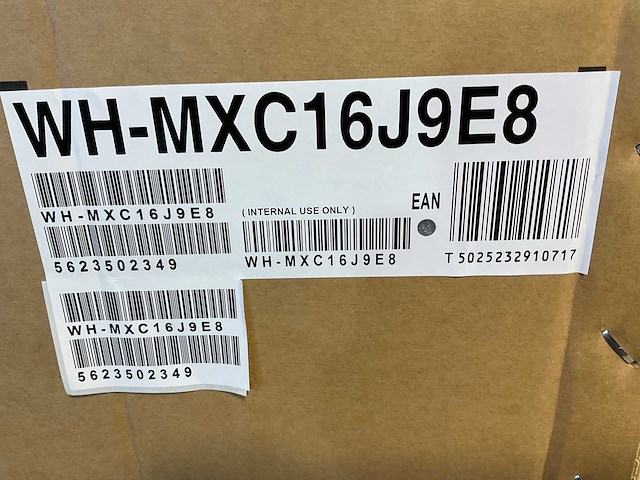 WH-MXC16J9E8
WH-MXC16J9E8
5623502349
( INTERNAL USE ONLY )
WH-MXC16J9E8
EAN
T 5025232910717
WH-MXC16J9E8
5623502349